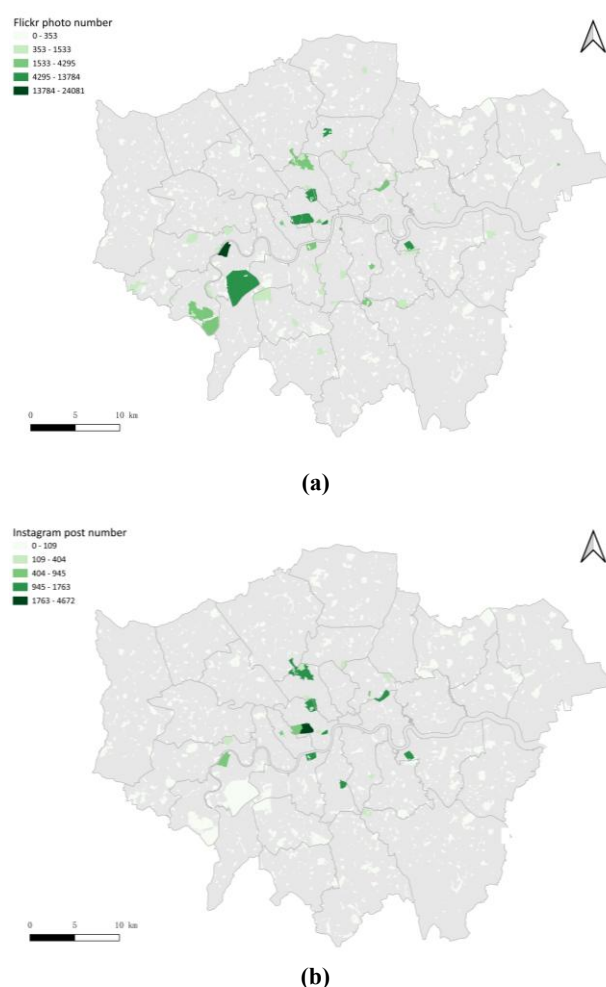 Flickr photo number
0 - 353
353 - 1533
1533 - 4295
4295 - 13784
13784 - 24081
0 5 10 km
(a)
Instagram post number
0 - 109
109 - 404
404 - 945
945 - 1763
1763 - 4672
0 5 10 km
(b)